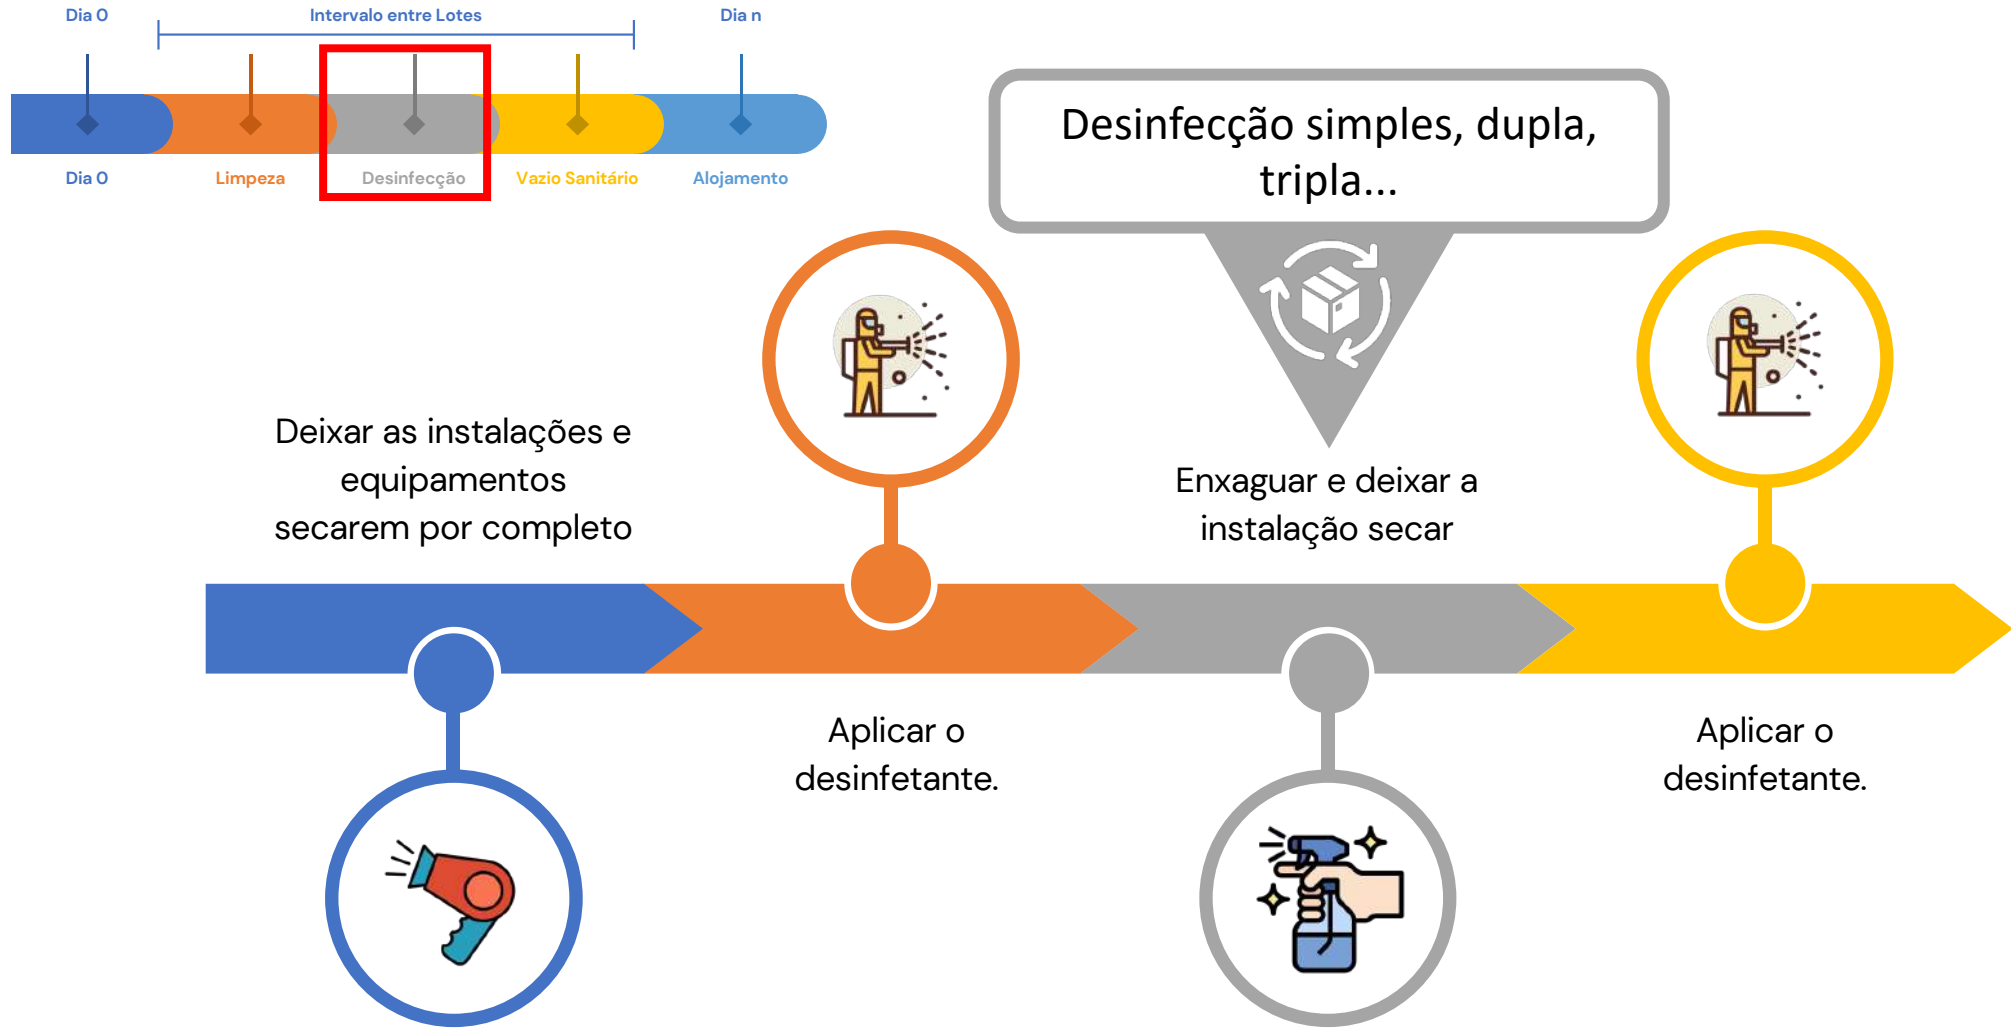 Dia 0
Intervalo entre Lotes
Dia n
Dia 0
Limpeza
Desinfecção
Vazio Sanitário
Alojamento
Desinfecção simples, dupla,
tripla...
Deixar as instalações e
equipamentos
secarem por completo
Aplicar o
desinfetante.
Enxaguar e deixar a
instalação secar
Aplicar o
desinfetante.